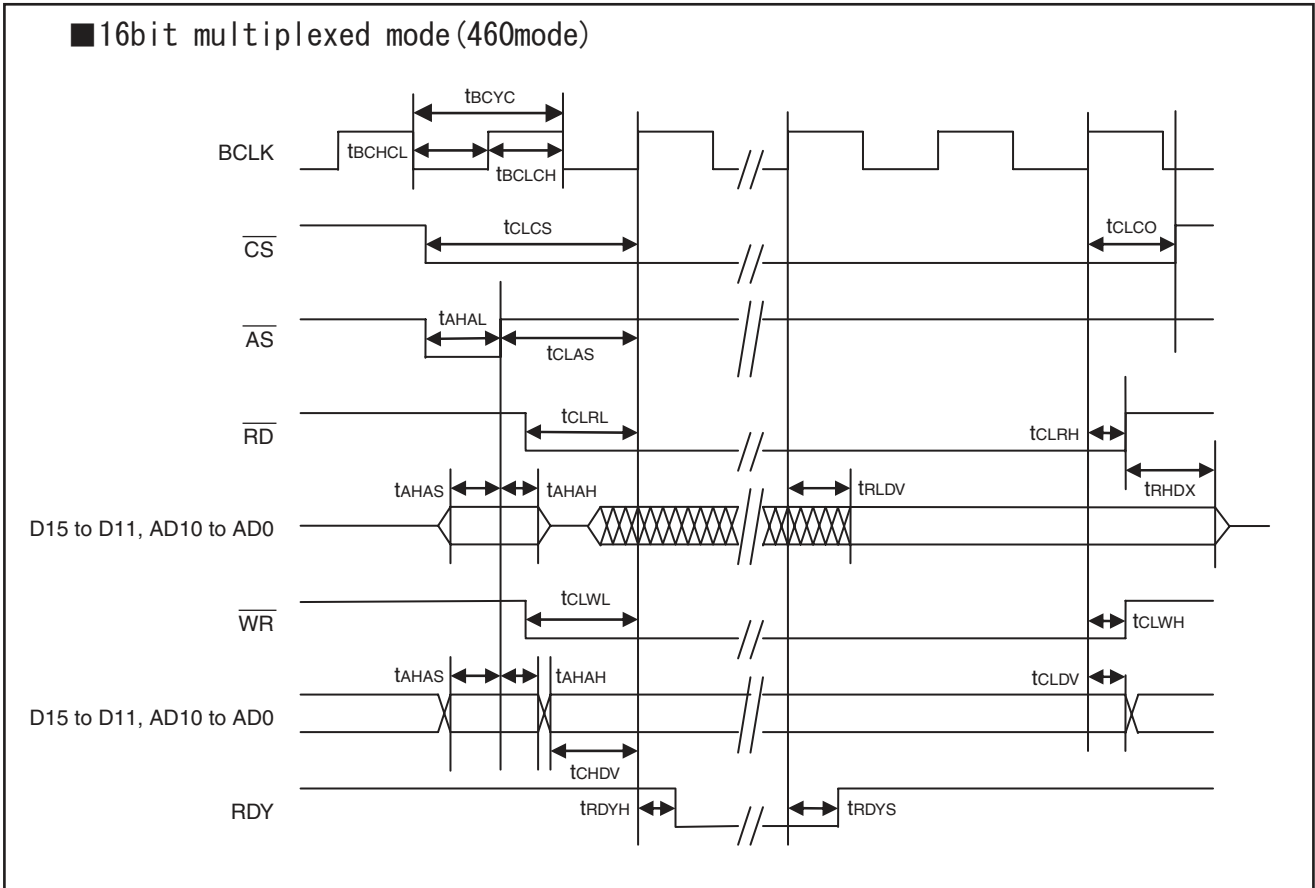 ■16bit multiplexed mode(460mode)
tBCYC
BCLK
tBCHCL
tBCLCH
CS
tCLCS
tCLCO
AS
tAHAL
tCLAS
RD
tCLRL
tCLRH
tRHDX
tAHAS
tAHAH
tRLDV
D15 to D11, AD10 to AD0
WR
tCLWL
tCLWH
tAHAS
tAHAH
tCLDV
D15 to D11, AD10 to AD0
tCHDV
RDY
tRDYH
tRDYS